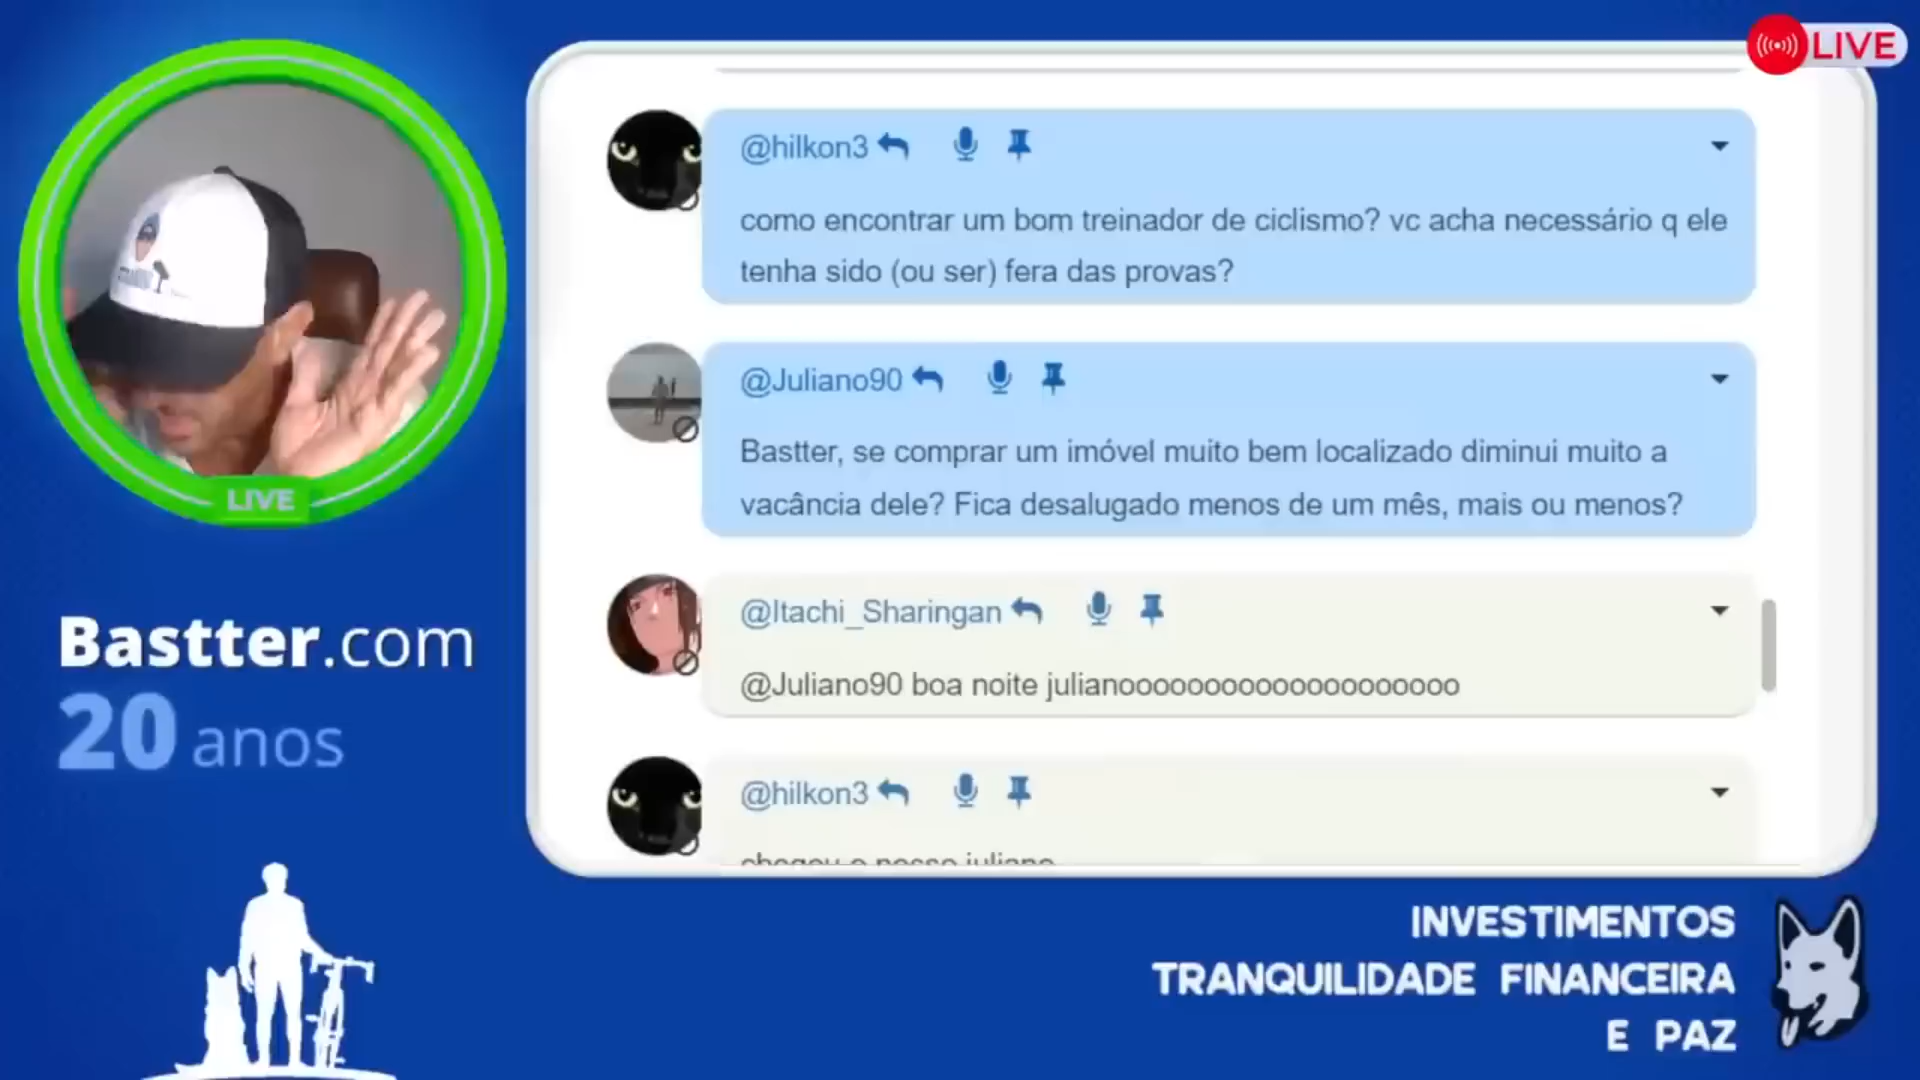 LIVE
@hilkon3
como encontrar um bom treinador de ciclismo? vc acha necessário q ele
tenha sido (ou ser) fera das provas?
@Juliano90
Bastter, se comprar um imóvel muito bem localizado diminui muito a
vacância dele? Fica desalugado menos de um mês, mais ou menos?
@Itachi_Sharingan
@Juliano90 boa noite julianoooooooooooooooooooo
@hilkon3
chegou o nosso juliano
LIVE
Bastter.com
20 anos
INVESTIMENTOS
TRANQUILIDADE FINANCEIRA
E PAZ